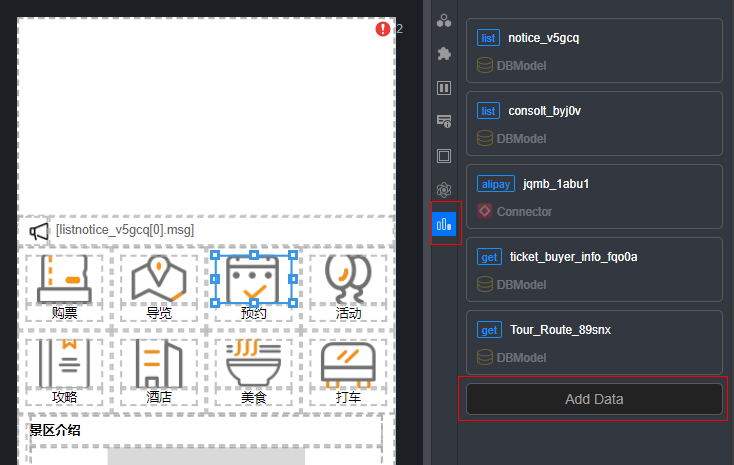 2
[listnotice_v5gcq[0].msg]
购票 导览 预约 活动
攻略 酒店 美食 打车
景区介绍
list notice_v5gcq
DBModel
list consolt_byj0v
DBModel
alipay jqmb_1abu1
Connector
get ticket_buyer_info_fqo0a
DBModel
get Tour_Route_89snx
DBModel
Add Data